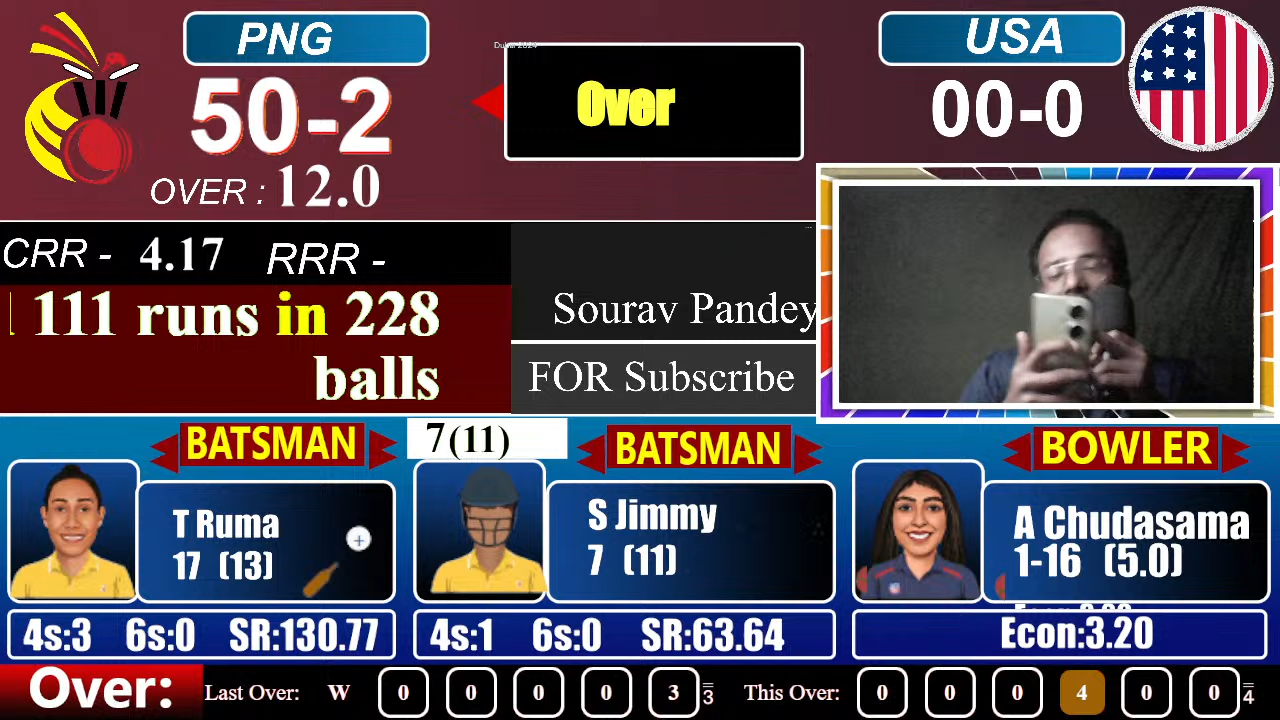 PNG
50-2
OVER : 12.0
Dubai 2024
Over
USA
00-0
CRR - 4.17 RRR -
111 runs in 228
balls
Sourav Pandey
FOR Subscribe
BATSMAN
T Ruma
17 (13)
4s:3 6s:0 SR:130.77
7(11)
BATSMAN
S Jimmy
7 (11)
4s:1 6s:0 SR:63.64
BOWLER
A Chudasama
1-16 (5.0)
Econ:3.20
Over: Last Over: W 0 0 0 0 3 =3 This Over: 0 0 0 4 0 0 =4